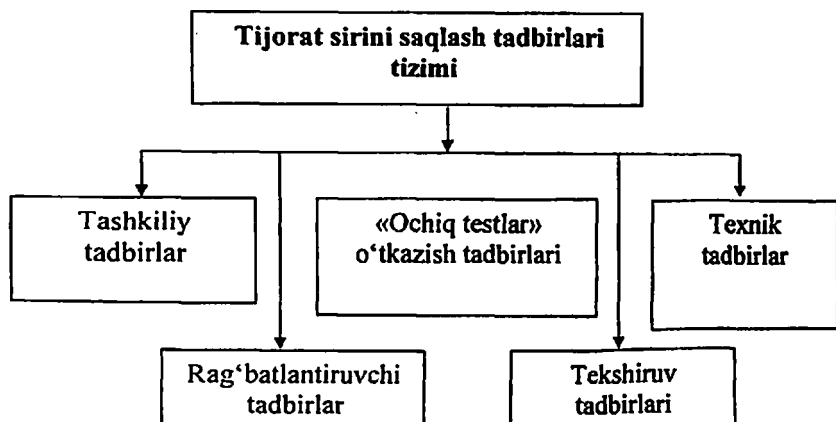 Tijorat sirini saqlash tadbirlari
tizimi
Tashkiliy
tadbirlar
«Ochiq testlar»
o‘tkazish tadbirlari
Texnik
tadbirlar
Rag‘batlantiruvchi
tadbirlar
Tekshiruv
tadbirlari